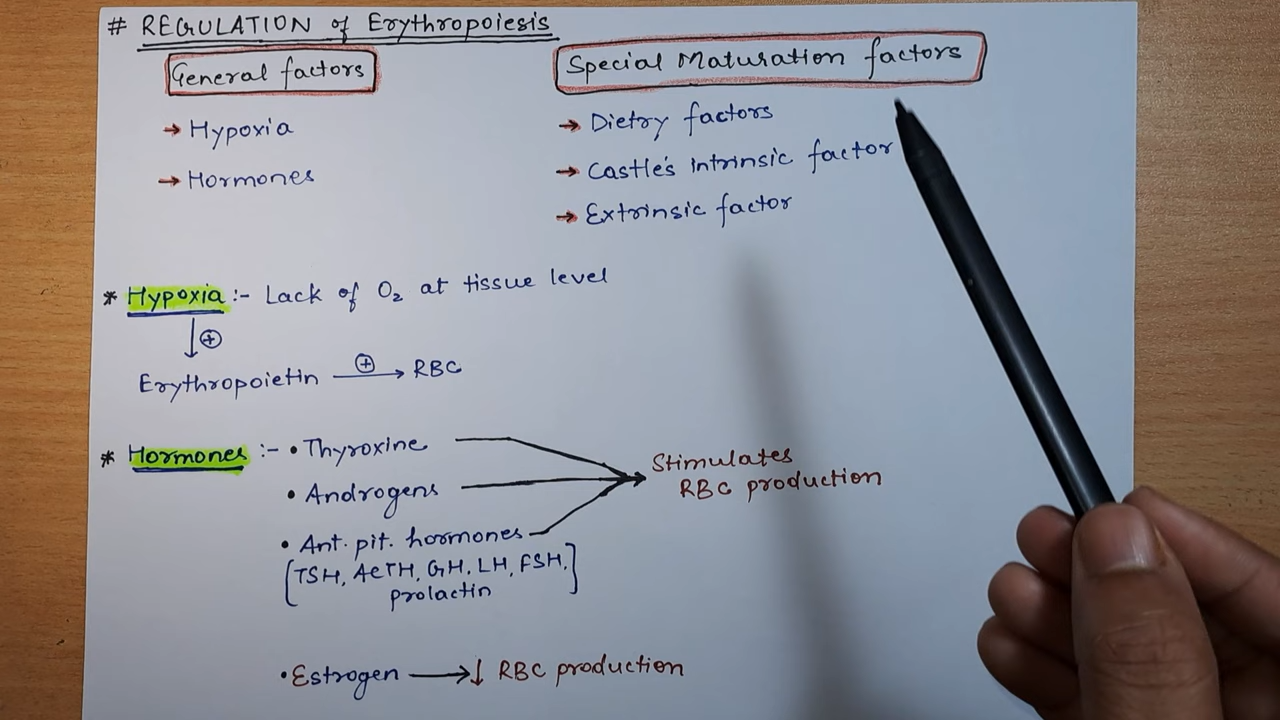 # REGULATION of Erythropoiesis
General factors
→ Hypoxia
→ Hormones
Special Maturation factors
→ Dietry factors
→ Castle's intrinsic factor
→ Extrinsic factor
* Hypoxia :- Lack of O₂ at tissue level
↓ ⊕
Erythropoietin ⊕→ RBC
* Hormones :- • Thyroxine
• Androgens
• Ant. pit. hormones
[TSH, ACTH, GH, LH, FSH,
prolactin]
Stimulates
RBC production
• Estrogen → ↓ RBC production